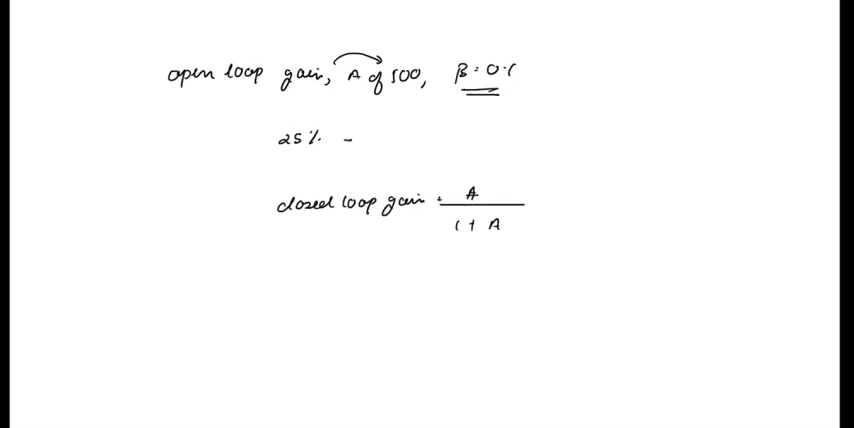 open loop gain, A of 500, β = 0.1
25% -
closed loop gain = A
1 + A